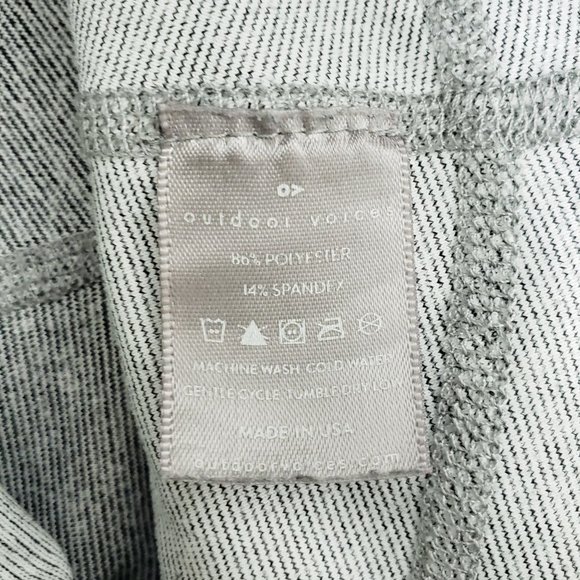 OV
outdoor voices
86% POLYESTER
14% SPANDEX
MACHINE WASH COLD WATER
GENTLE CYCLE TUMBLE DRY LOW
MADE IN USA
outdoorvoices.com